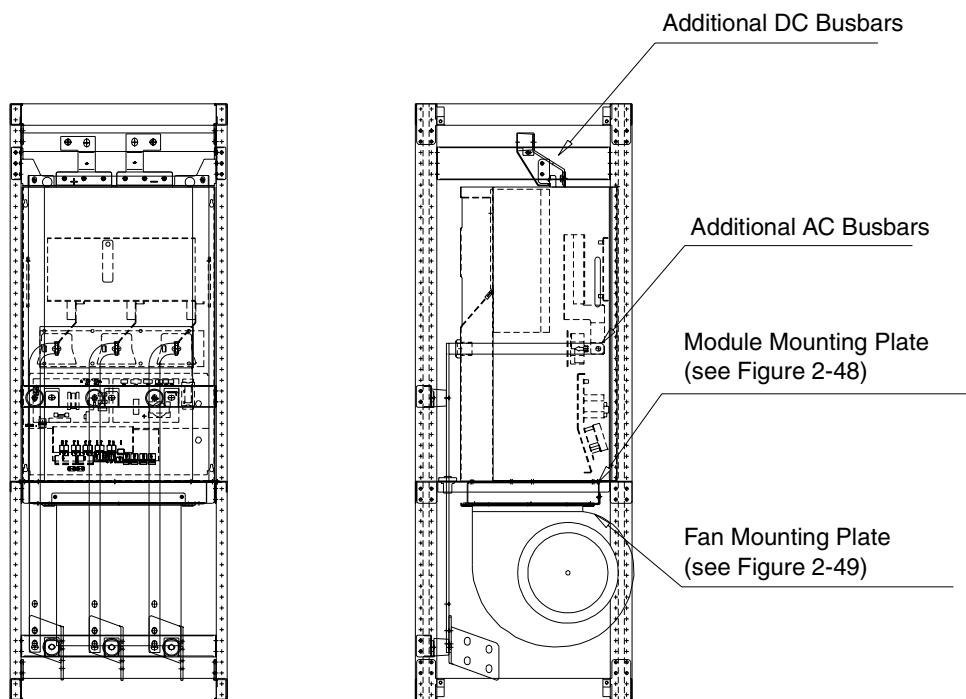 Additional DC Busbars
Additional AC Busbars
Module Mounting Plate
(see Figure 2-48)
Fan Mounting Plate
(see Figure 2-49)
+
-